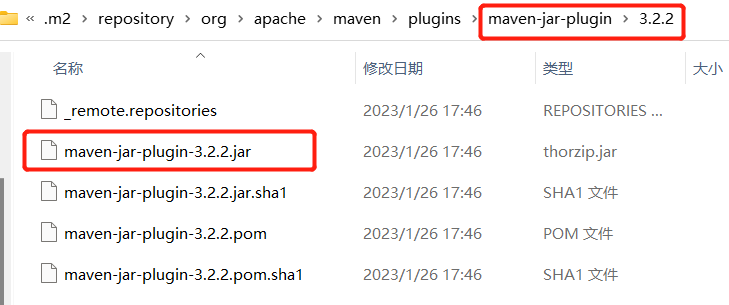 « .m2 › repository › org › apache › maven › plugins › maven-jar-plugin › 3.2.2
名称 修改日期 类型 大小
_remote.repositories 2023/1/26 17:46 REPOSITORIES ...
maven-jar-plugin-3.2.2.jar 2023/1/26 17:46 thorzip.jar
maven-jar-plugin-3.2.2.jar.sha1 2023/1/26 17:46 SHA1 文件
maven-jar-plugin-3.2.2.pom 2023/1/26 17:46 POM 文件
maven-jar-plugin-3.2.2.pom.sha1 2023/1/26 17:46 SHA1 文件